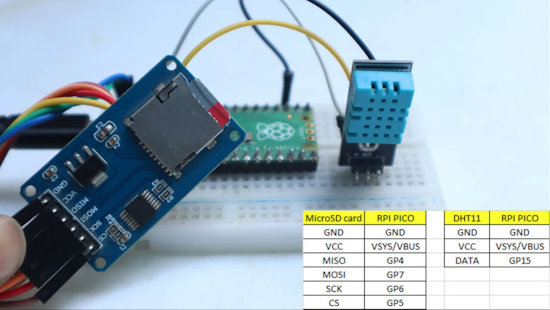 GND
VCC
MISO
MOSI
SCK
CS
MicroSD card RPI PICO
GND GND
VCC VSYS/VBUS
MISO GP4
MOSI GP7
SCK GP6
CS GP5
DHT11 RPI PICO
GND GND
VCC VSYS/VBUS
DATA GP15